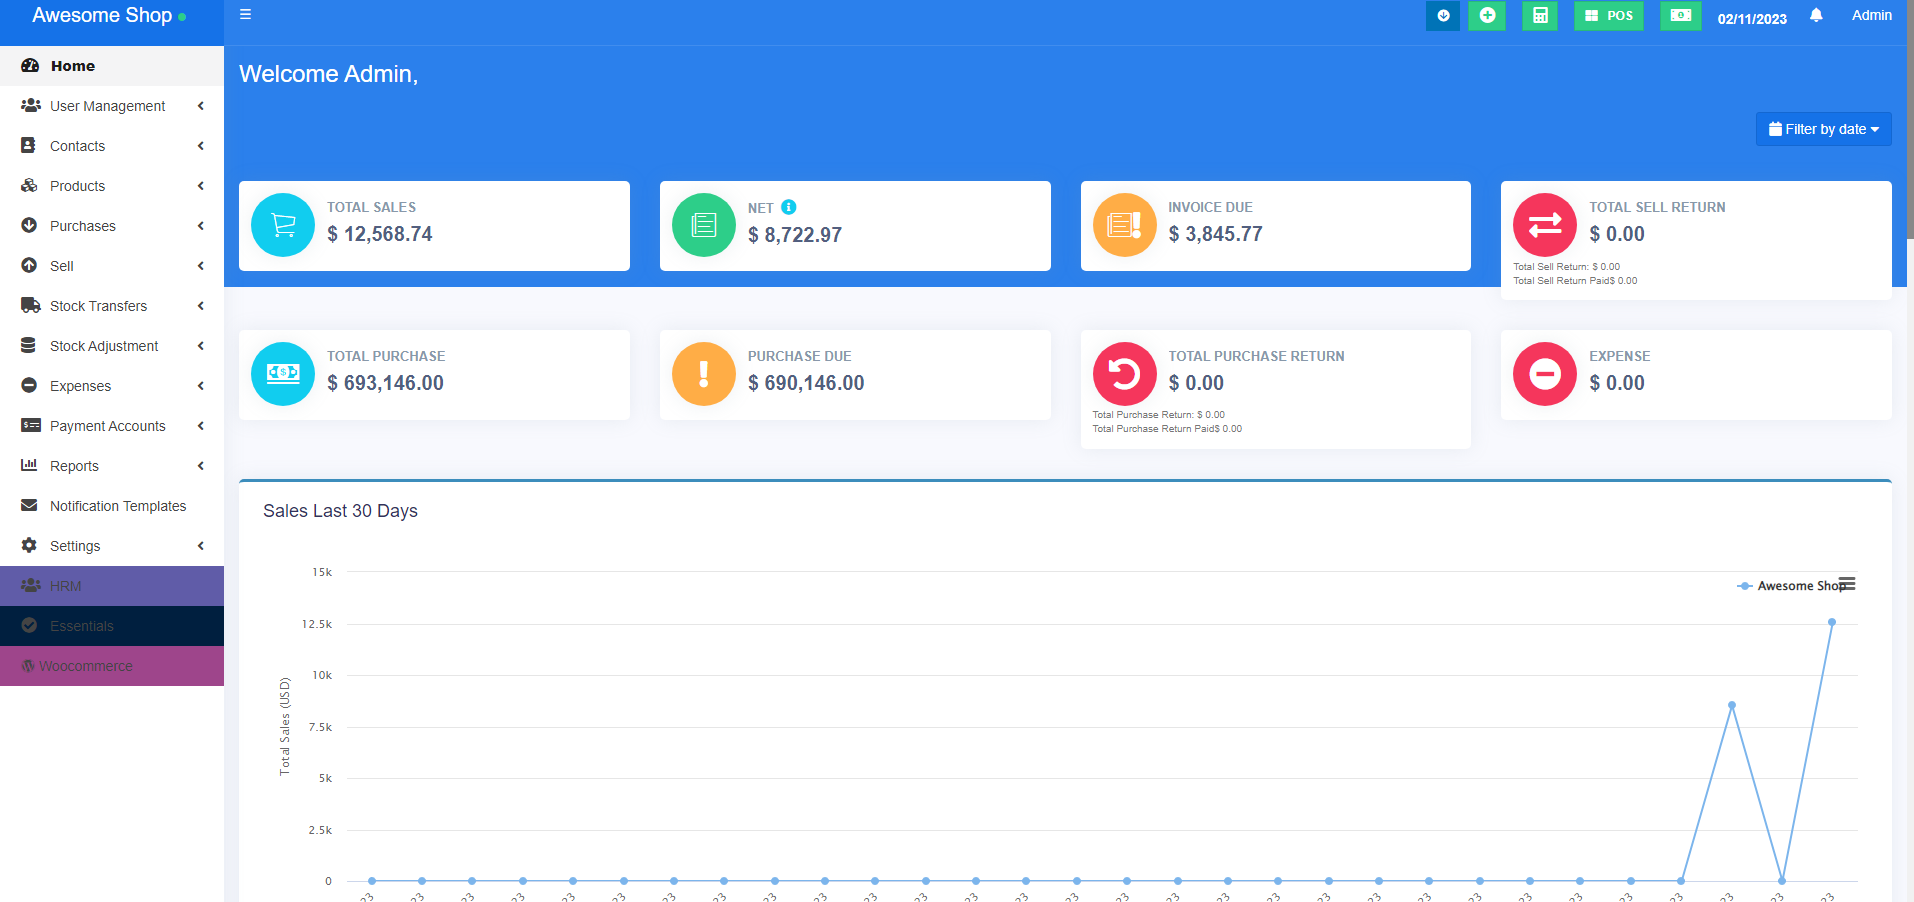 Awesome Shop
POS
02/11/2023
Admin
Home
User Management
Contacts
Products
Purchases
Sell
Stock Transfers
Stock Adjustment
Expenses
Payment Accounts
Reports
Notification Templates
Settings
HRM
Essentials
Woocommerce
Welcome Admin,
Filter by date
TOTAL SALES
$ 12,568.74
NET
$ 8,722.97
INVOICE DUE
$ 3,845.77
TOTAL SELL RETURN
$ 0.00
Total Sell Return: $ 0.00
Total Sell Return Paid$ 0.00
TOTAL PURCHASE
$ 693,146.00
PURCHASE DUE
$ 690,146.00
TOTAL PURCHASE RETURN
$ 0.00
Total Purchase Return: $ 0.00
Total Purchase Return Paid$ 0.00
EXPENSE
$ 0.00
Sales Last 30 Days
Awesome Shop
Total Sales (USD)
15k
12.5k
10k
7.5k
5k
2.5k
0